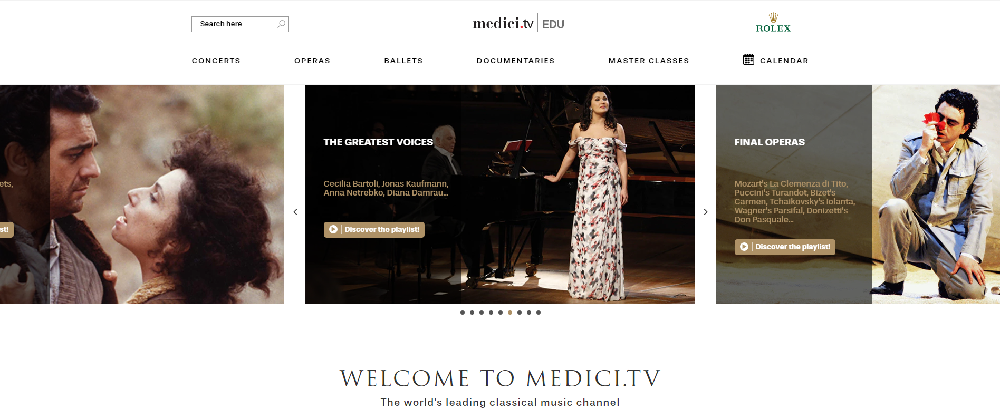 Search here
medici.tv EDU
ROLEX
CONCERTS
OPERAS
BALLETS
DOCUMENTARIES
MASTER CLASSES
CALENDAR
ets,
st!
THE GREATEST VOICES
Cecilia Bartoli, Jonas Kaufmann,
Anna Netrebko, Diana Damrau...
Discover the playlist!
FINAL OPERAS
Mozart's La Clemenza di Tito,
Puccini's Turandot, Bizet's
Carmen, Tchaikovsky's Iolanta,
Wagner's Parsifal, Donizetti's
Don Pasquale...
Discover the playlist!
WELCOME TO MEDICI.TV
The world's leading classical music channel